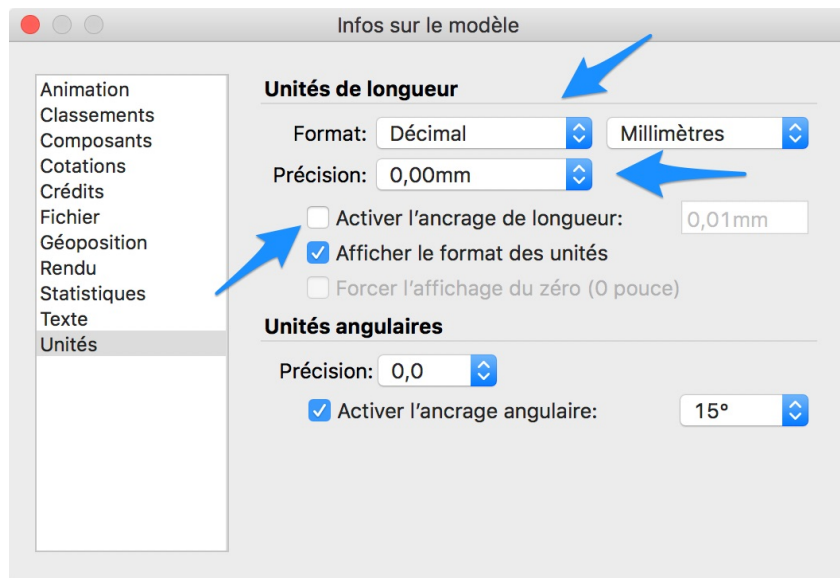 Infos sur le modèle
Animation
Classements
Composants
Cotations
Crédits
Fichier
Géoposition
Rendu
Statistiques
Texte
Unités
Unités de longueur
Format: Décimal Millimètres
Précision: 0,00mm
Activer l’ancrage de longueur: 0,01mm
Afficher le format des unités
Forcer l’affichage du zéro (0 pouce)
Unités angulaires
Précision: 0,0
Activer l’ancrage angulaire: 15°